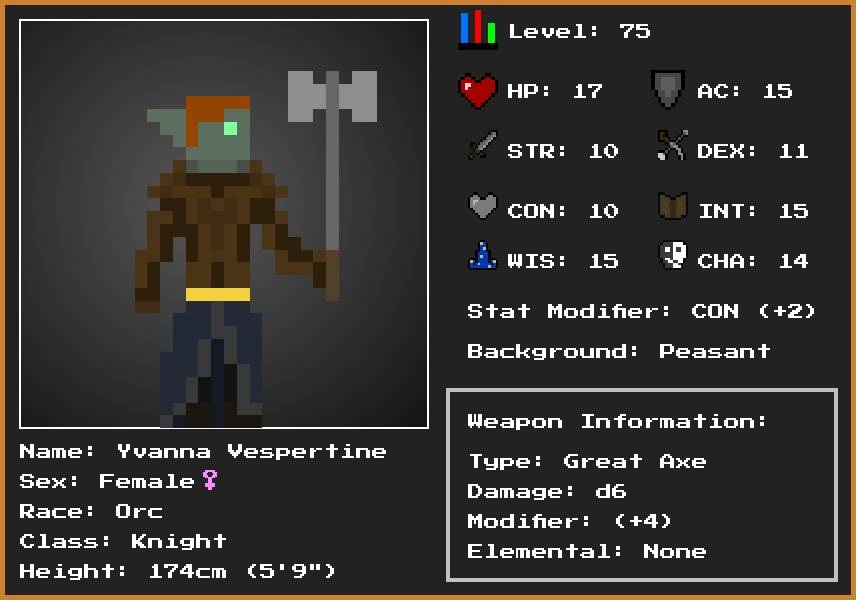 Level: 75
HP: 17
AC: 15
STR: 10
DEX: 11
CON: 10
INT: 15
WIS: 15
CHA: 14
Stat Modifier: CON (+2)
Background: Peasant
Weapon Information:
Type: Great Axe
Damage: d6
Modifier: (+4)
Elemental: None
Name: Yvanna Vespertine
Sex: Female♀
Race: Orc
Class: Knight
Height: 174cm (5'9")